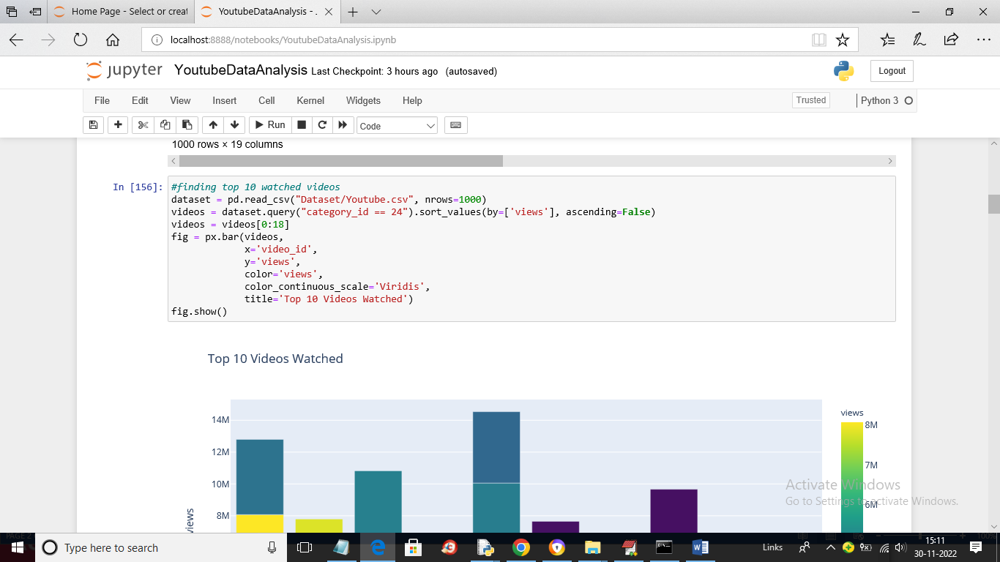 Home Page - Select or creat
YoutubeDataAnalysis - .
localhost:8888/notebooks/YoutubeDataAnalysis.ipynb
jupyter YoutubeDataAnalysis Last Checkpoint: 3 hours ago (autosaved)
Logout
File Edit View Insert Cell Kernel Widgets Help
Trusted
Python 3
Run
Code
1000 rows × 19 columns
In [156]:
#finding top 10 watched videos
dataset = pd.read_csv("Dataset/Youtube.csv", nrows=1000)
videos = dataset.query("category_id == 24").sort_values(by=['views'], ascending=False)
videos = videos[0:18]
fig = px.bar(videos,
             x='video_id',
             y='views',
             color='views',
             color_continuous_scale='Viridis',
             title='Top 10 Videos Watched')
fig.show()
Top 10 Videos Watched
14M
12M
10M
8M
views
views
8M
7M
6M
Activate Windows
Go to Settings to activate Windows.
PAGE 2
100%
Type here to search
Links
15:11
30-11-2022